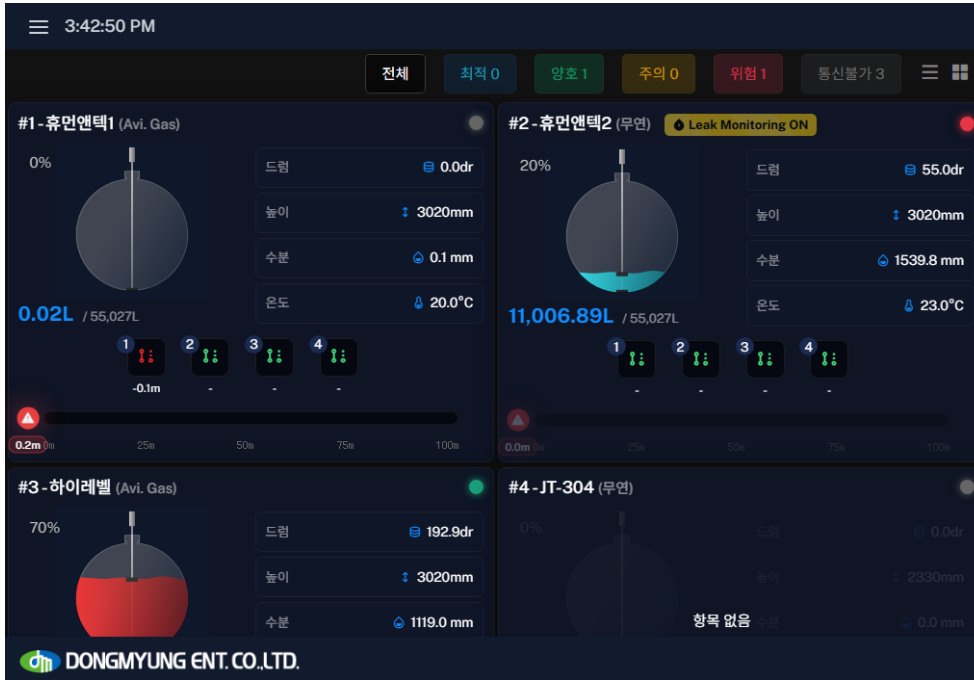 3:42:50 PM
전체 최적 0 양호 1 주의 0 위험 1 통신불가 3
#1 - 휴먼앤텍1 (Avi. Gas)
0%
드럼 0.0dr
높이 3020mm
수분 0.1 mm
온도 20.0°C
0.02L / 55,027L
1 2 3 4
-0.1m - - -
0.2m 0m 25m 50m 75m 100m
#2 - 휴먼앤텍2 (무연) Leak Monitoring ON
20%
드럼 55.0dr
높이 3020mm
수분 1539.8 mm
온도 23.0°C
11,006.89L / 55,027L
1 2 3 4
- - - -
0.0m 0m 25m 50m 75m 100m
#3 - 하이레벨 (Avi. Gas)
70%
드럼 192.9dr
높이 3020mm
수분 1119.0 mm
#4 - JT-304 (무연)
0%
드럼 0.0dr
높이 2330mm
항목 없음
수분 0.0 mm
dm DONGMYUNG ENT. CO.,LTD.